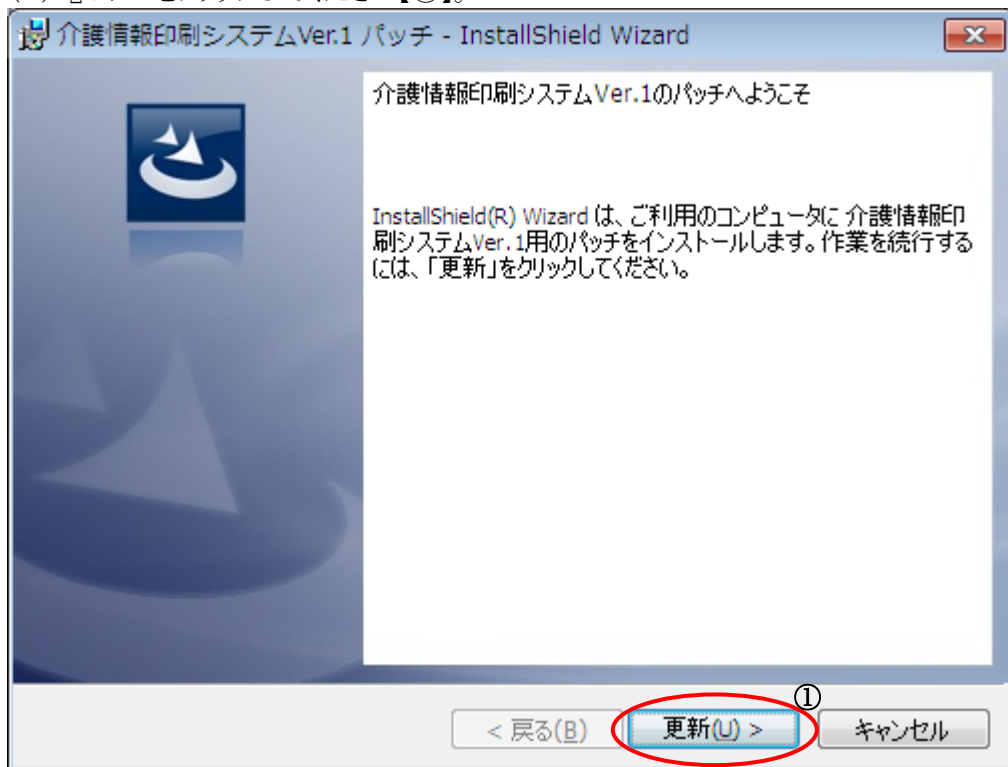 介護情報印刷システムVer.1 パッチ - InstallShield Wizard
介護情報印刷システムVer.1のパッチへようこそ
InstallShield(R) Wizard は、ご利用のコンピュータに 介護情報印
刷システムVer.1用のパッチをインストールします。作業を続行する
には、「更新」をクリックしてください。
①
< 戻る(B)
更新(U) >
キャンセル